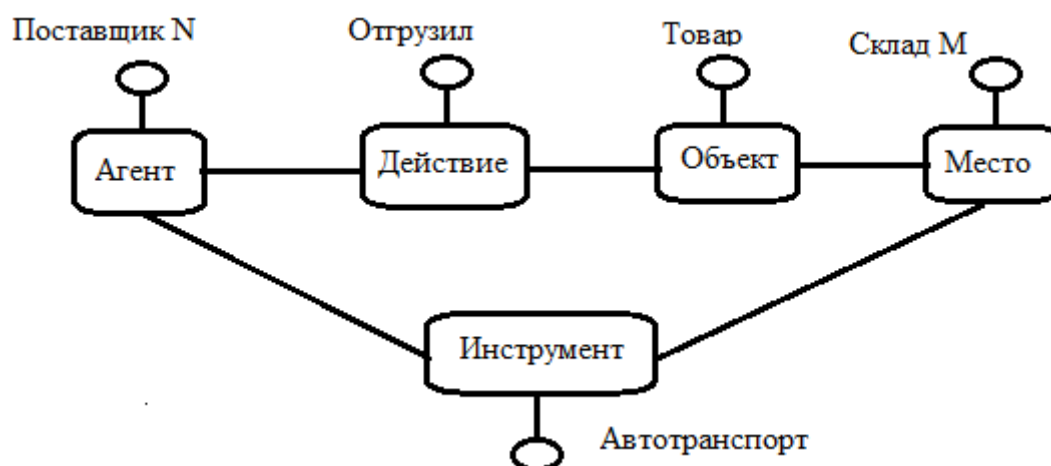 Поставщик N
Отгрузил
Товар
Склад М
Агент
Действие
Объект
Место
Инструмент
Автотранспорт